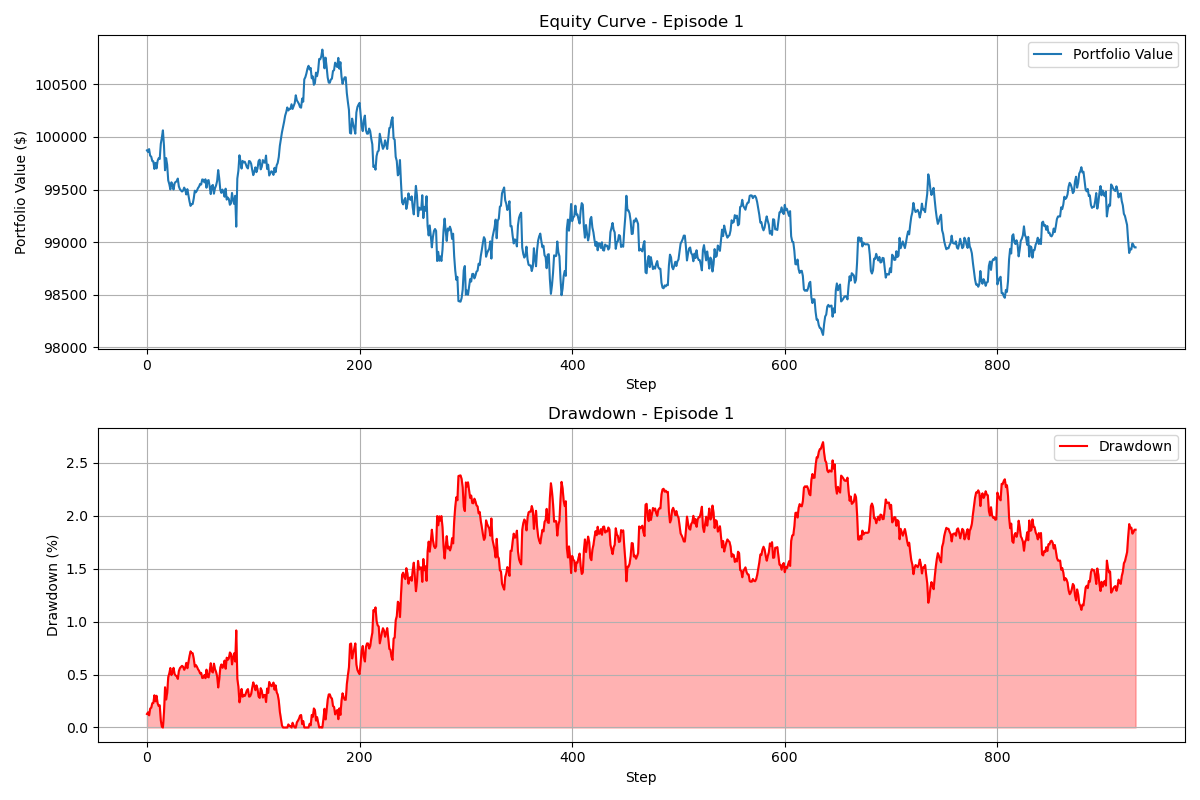 Equity Curve - Episode 1
Portfolio Value
Portfolio Value ($)
100500
100000
99500
99000
98500
98000
0 200 400 600 800
Step
Drawdown - Episode 1
Drawdown
Drawdown (%)
2.5
2.0
1.5
1.0
0.5
0.0
0 200 400 600 800
Step